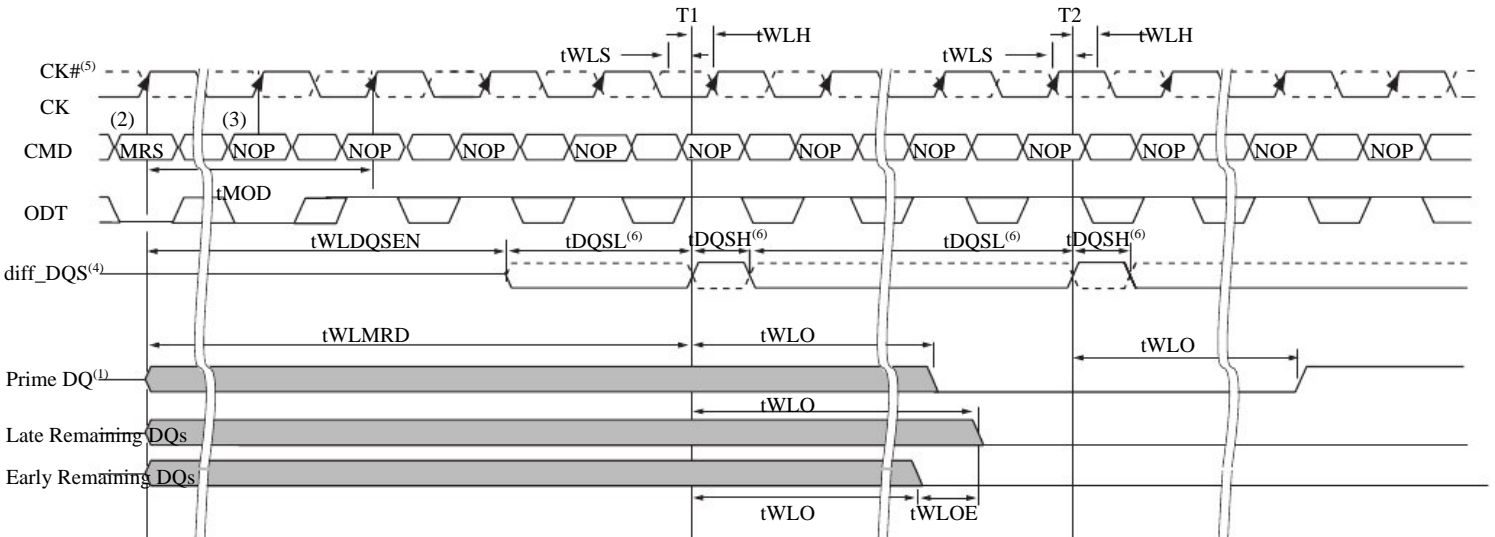 T1 T2
tWLH tWLH
tWLS tWLS
CK#(5)
CK
(2) (3)
CMD MRS NOP NOP NOP NOP NOP NOP NOP NOP NOP NOP NOP
tMOD
ODT
tWLDQSEN tDQSL(6) tDQSH(6) tDQSL(6) tDQSH(6)
diff_DQS(4)
tWLMRD tWLO tWLO
Prime DQ(1)
tWLO
Late Remaining DQs
Early Remaining DQs
tWLO tWLOE